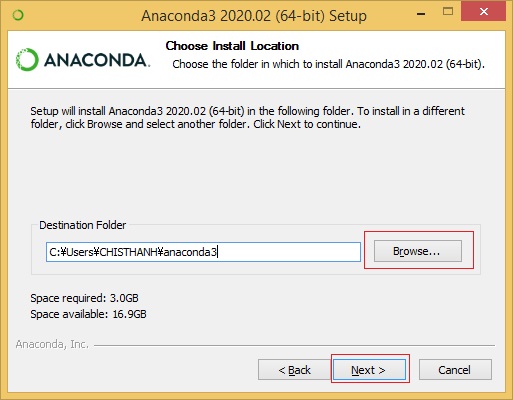 Anaconda3 2020.02 (64-bit) Setup
ANACONDA.
Choose Install Location
Choose the folder in which to install Anaconda3 2020.02 (64-bit).
Setup will install Anaconda3 2020.02 (64-bit) in the following folder. To install in a different
folder, click Browse and select another folder. Click Next to continue.
Destination Folder
C:¥Users¥CHISTHANH¥anaconda3
Browse...
Space required: 3.0GB
Space available: 16.9GB
Anaconda, Inc.
< Back
Next >
Cancel